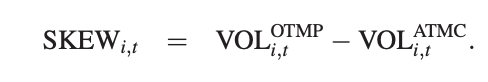 SKEW_{i,t} = VOL_{i,t}^{OTMP} − VOL_{i,t}^{ATMC}.